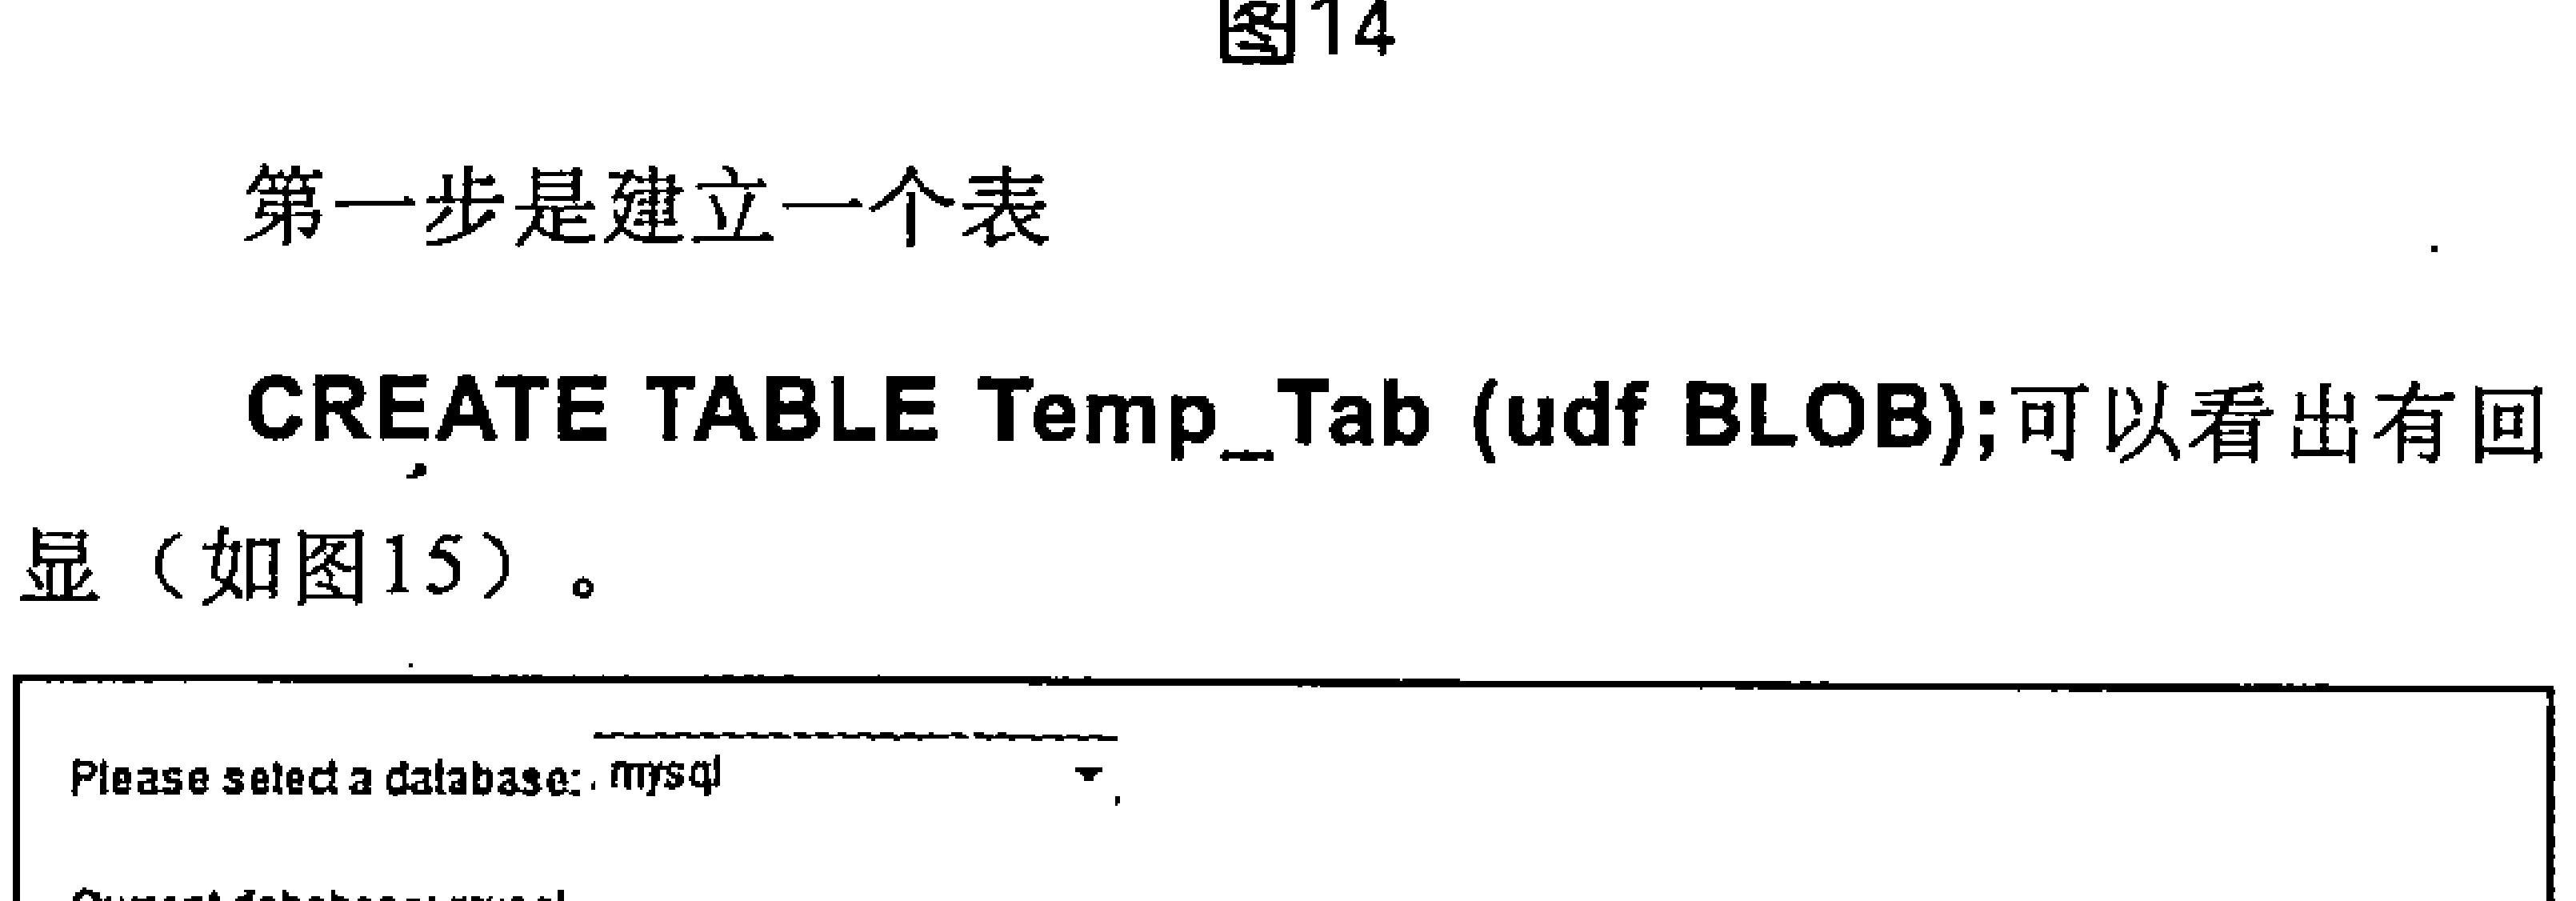 图14
第一步是建立一个表
CREATE TABLE Temp_Tab (udf BLOB);可以看出有回
显（如图15）。
Please select a database: mysql